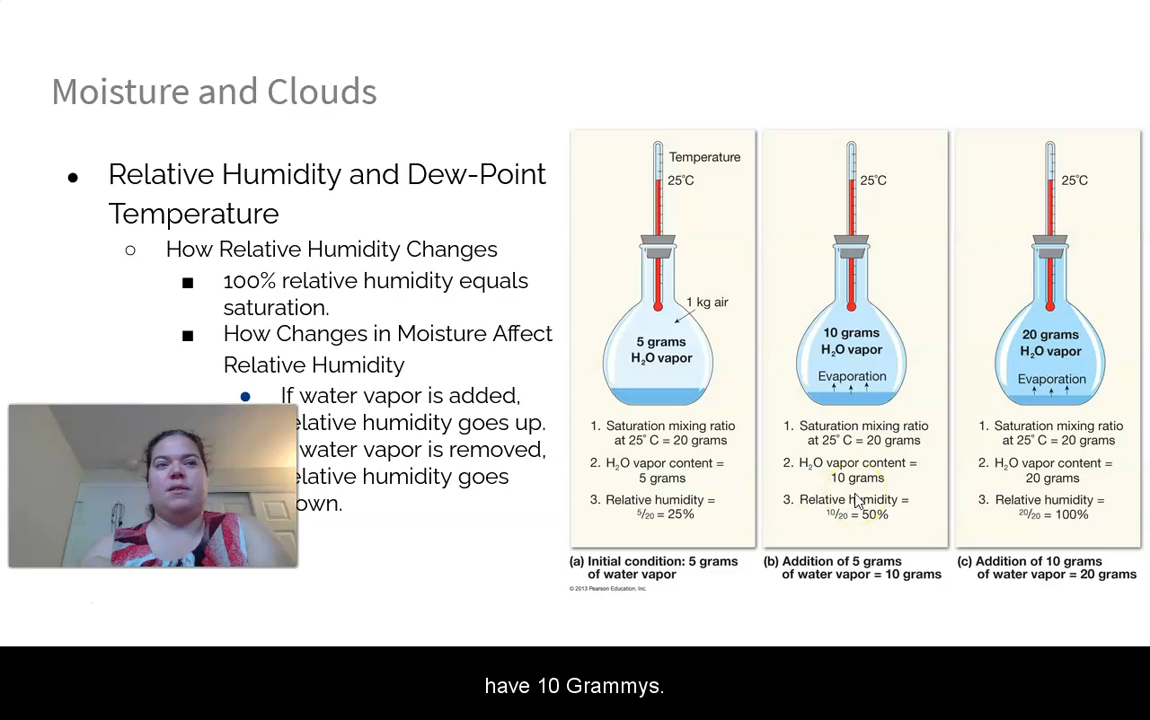 Moisture and Clouds
● Relative Humidity and Dew-Point
Temperature
○ How Relative Humidity Changes
■ 100% relative humidity equals
saturation.
■ How Changes in Moisture Affect
Relative Humidity
● If water vapor is added,
elative humidity goes up.
water vapor is removed,
elative humidity goes
own.
Temperature
25°C
1 kg air
5 grams
H₂O vapor
1. Saturation mixing ratio
at 25° C = 20 grams
2. H₂O vapor content =
5 grams
3. Relative humidity =
5/20 = 25%
(a) Initial condition: 5 grams
of water vapor
© 2013 Pearson Education, Inc.
25°C
10 grams
H₂O vapor
Evaporation
1. Saturation mixing ratio
at 25° C = 20 grams
2. H₂O vapor content =
10 grams
3. Relative humidity =
10/20 = 50%
(b) Addition of 5 grams
of water vapor = 10 grams
25°C
20 grams
H₂O vapor
Evaporation
1. Saturation mixing ratio
at 25° C = 20 grams
2. H₂O vapor content =
20 grams
3. Relative humidity =
20/20 = 100%
(c) Addition of 10 grams
of water vapor = 20 grams
have 10 Grammys.